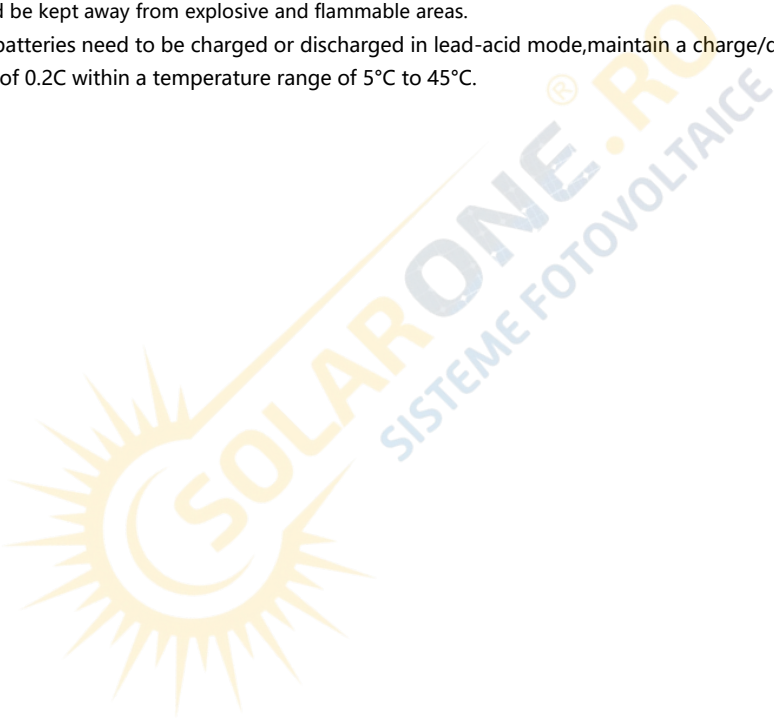 d be kept away from explosive and flammable areas.
batteries need to be charged or discharged in lead-acid mode,maintain a charge/d
of 0.2C within a temperature range of 5°C to 45°C.
SOLARONE.RO ®
SISTEME FOTOVOLTAICE